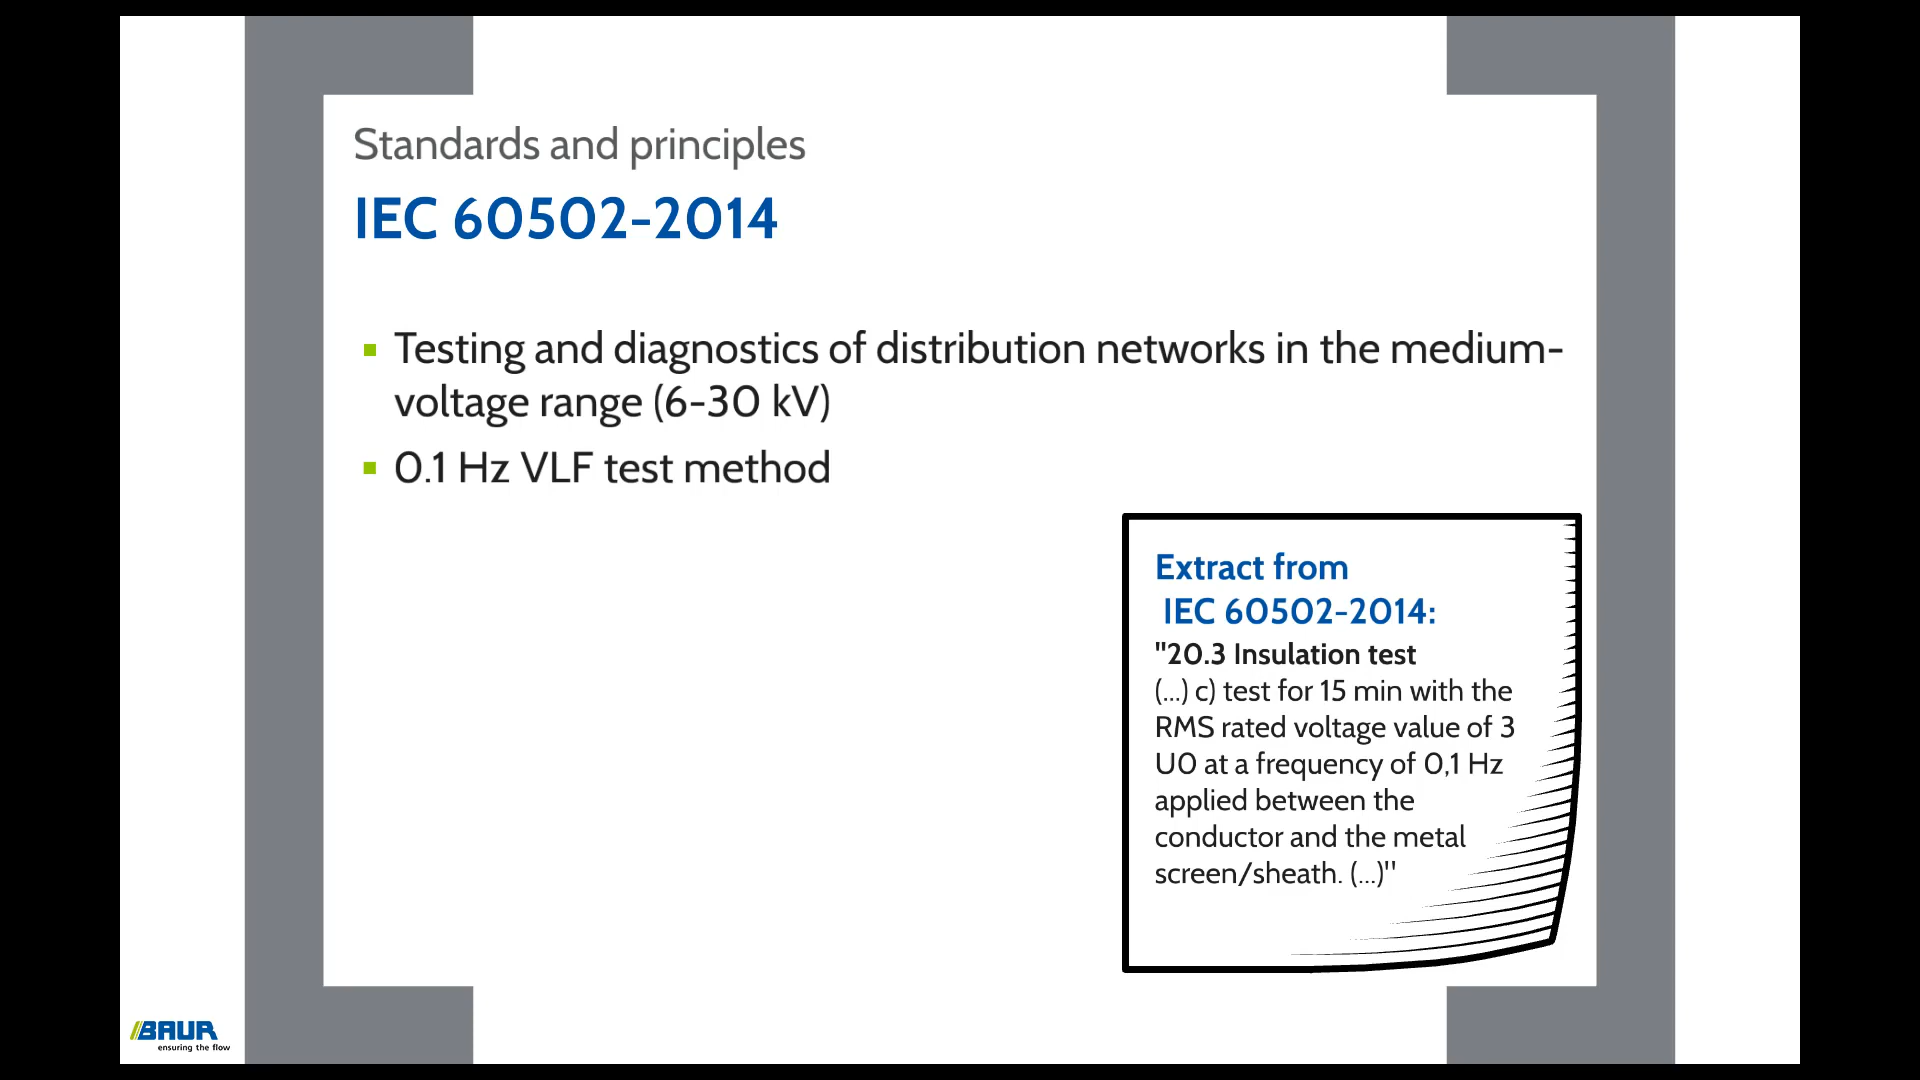 Standards and principles
IEC 60502-2014
Testing and diagnostics of distribution networks in the medium-
voltage range (6-30 kV)
0.1 Hz VLF test method
Extract from
IEC 60502-2014:
"20.3 Insulation test
(...) c) test for 15 min with the
RMS rated voltage value of 3
U0 at a frequency of 0,1 Hz
applied between the
conductor and the metal
screen/sheath. (...)"
BAUR
ensuring the flow